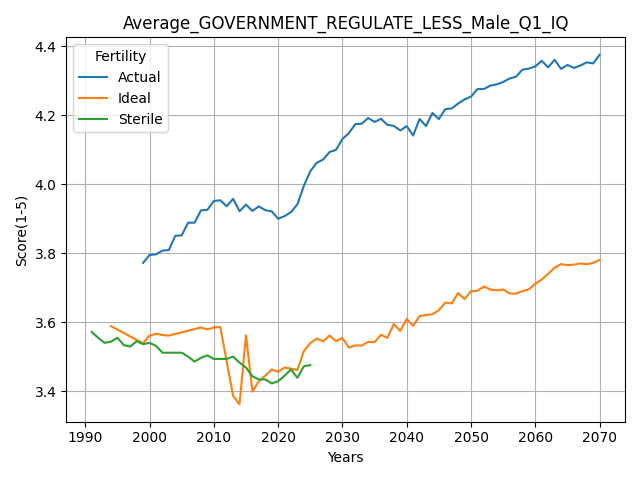 Average_GOVERNMENT_REGULATE_LESS_Male_Q1_IQ
Fertility
Actual
Ideal
Sterile
Score(1-5)
4.4
4.2
4.0
3.8
3.6
3.4
1990 2000 2010 2020 2030 2040 2050 2060 2070
Years